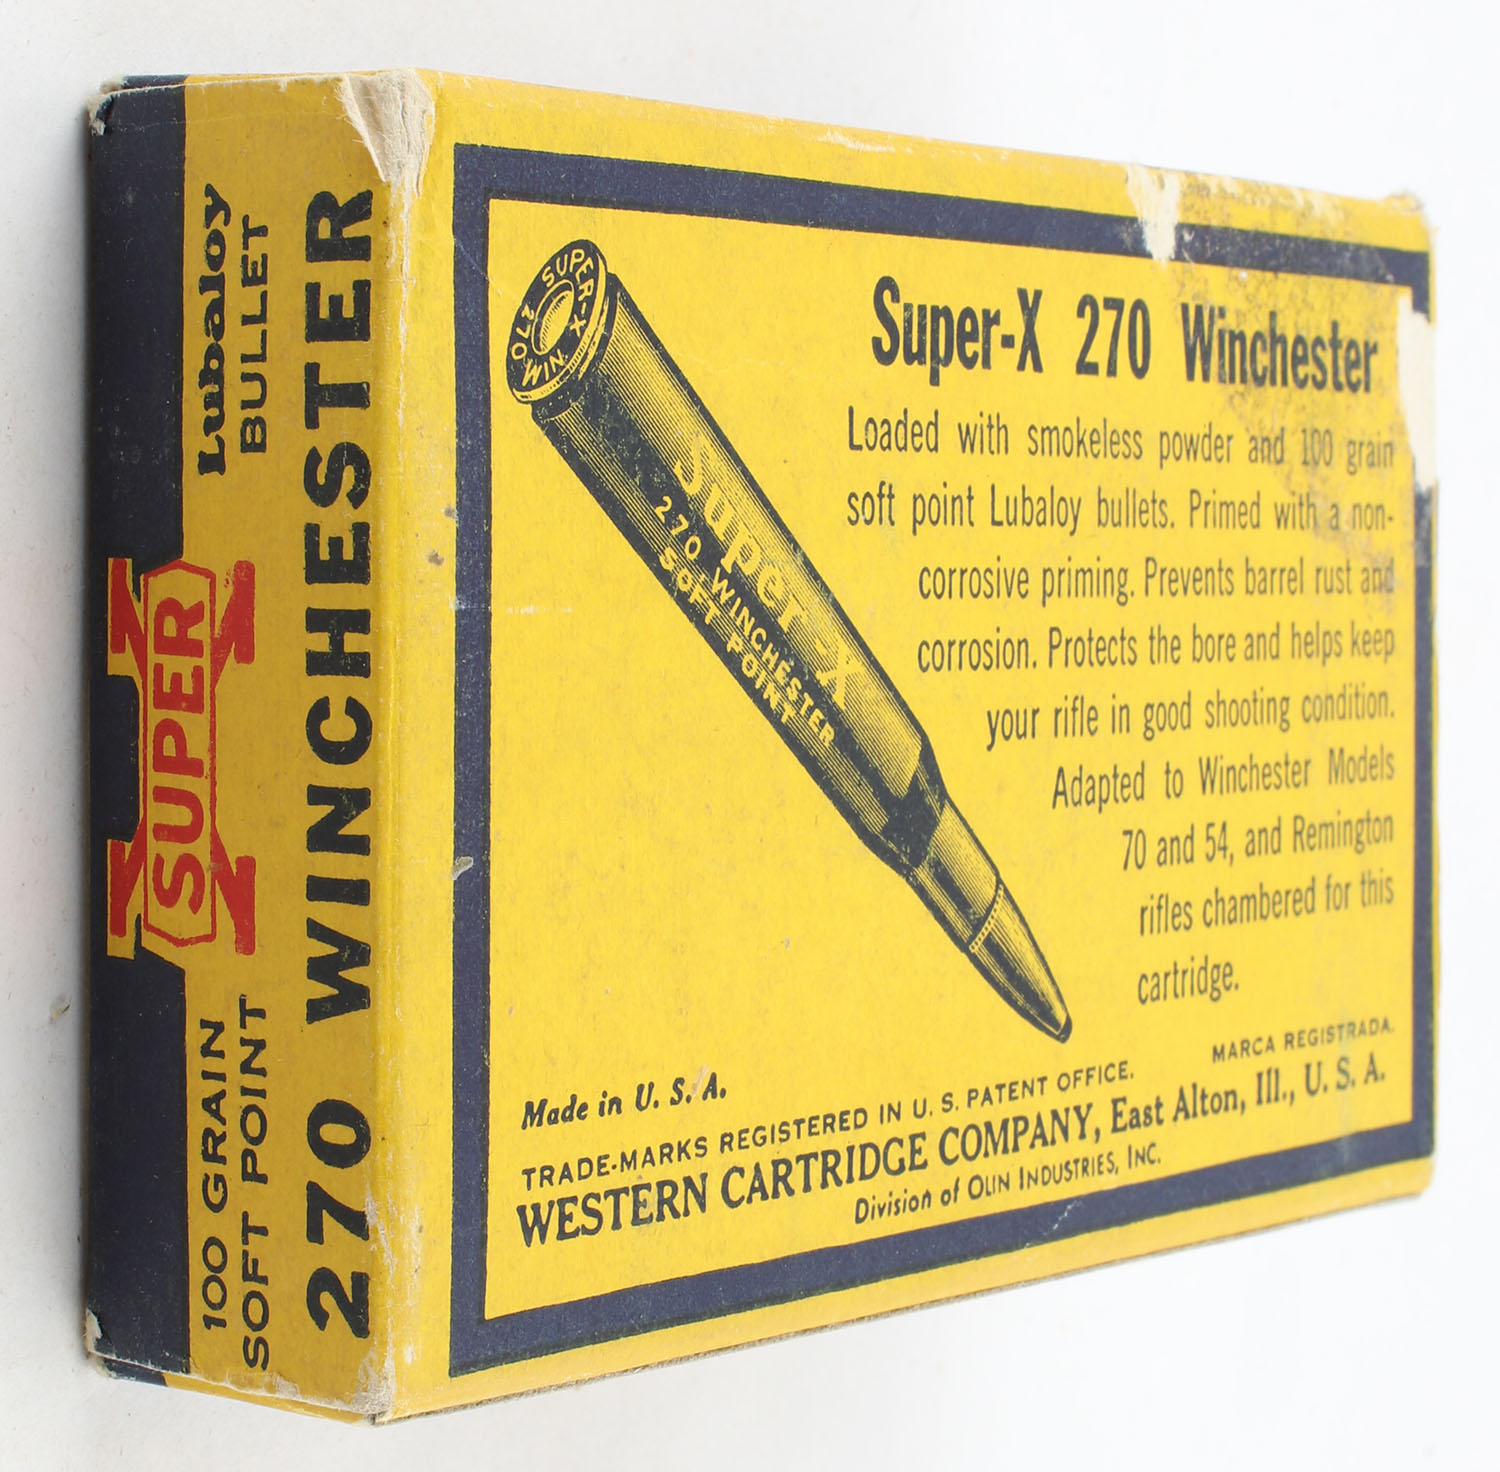 100 GRAIN
SOFT POINT
SUPER
X
Lubaloy
BULLET
270 WINCHESTER
SUPER-X
270 WIN.
Super-X
270 WINCHESTER
SOFT POINT
Super-X 270 Winchester
Loaded with smokeless powder and 100 grain
soft point Lubaloy bullets. Primed with a non-
corrosive priming. Prevents barrel rust and
corrosion. Protects the bore and helps keep
your rifle in good shooting condition.
Adapted to Winchester Models
70 and 54, and Remington
rifles chambered for this
cartridge.
Made in U. S. A.
TRADE-MARKS REGISTERED IN U. S. PATENT OFFICE. MARCA REGISTRADA.
WESTERN CARTRIDGE COMPANY, East Alton, Ill., U. S. A.
Division of OLIN INDUSTRIES, INC.